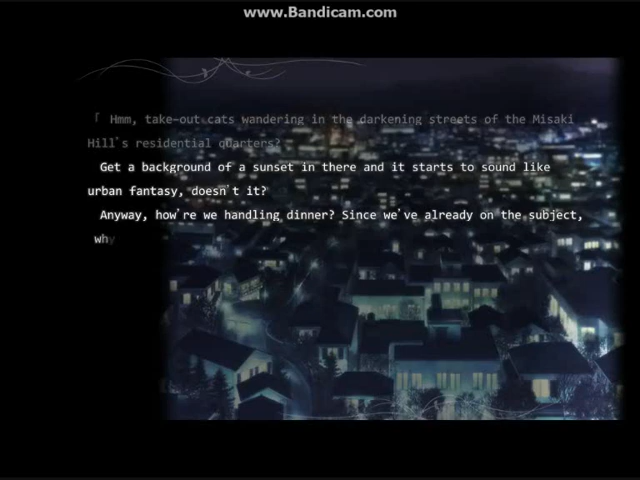 www.Bandicam.com
「 Hmm, take-out cats wandering in the darkening streets of the Misaki
Hill's residential quarters?
Get a background of a sunset in there and it starts to sound like
urban fantasy, doesn't it?
Anyway, how're we handling dinner? Since we've already on the subject,
why